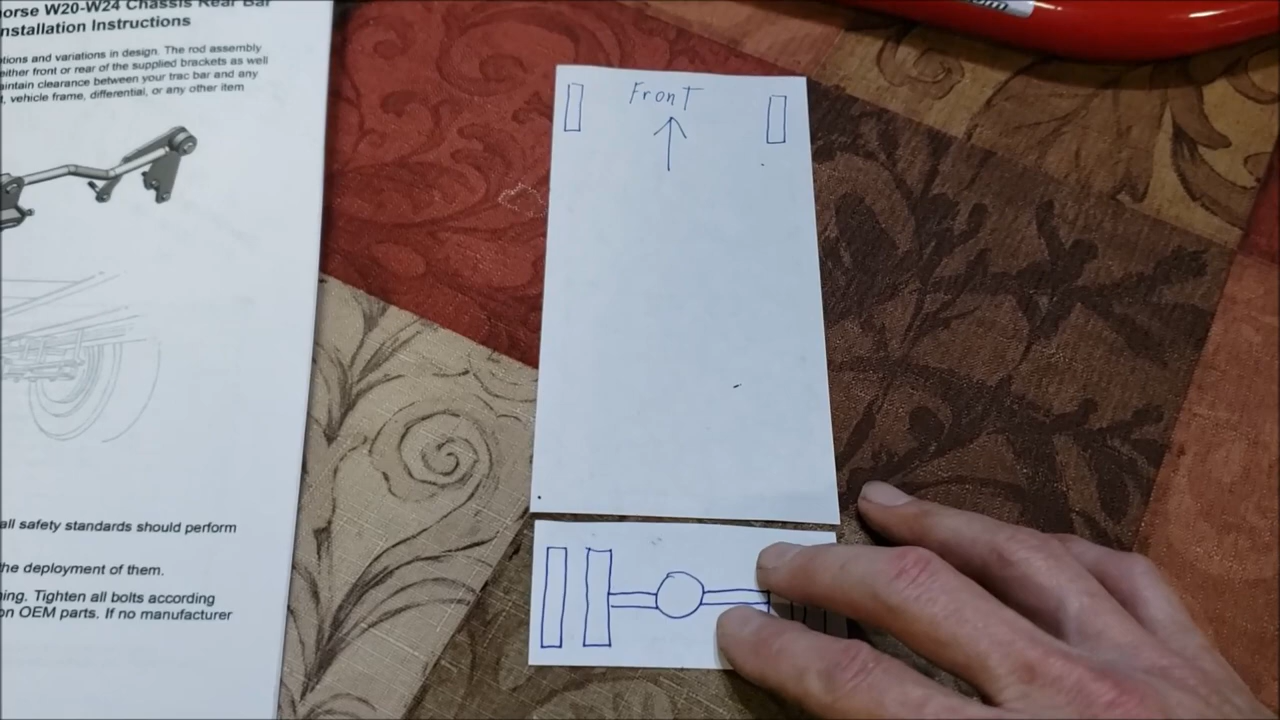 orse W20-W24 Chassis Rear Bar
nstallation Instructions
tions and variations in design. The rod assembly
either front or rear of the supplied brackets as well
aintain clearance between your trac bar and any
, vehicle frame, differential, or any other item
Front
all safety standards should perform
the deployment of them.
ning. Tighten all bolts according
on OEM parts. If no manufacturer